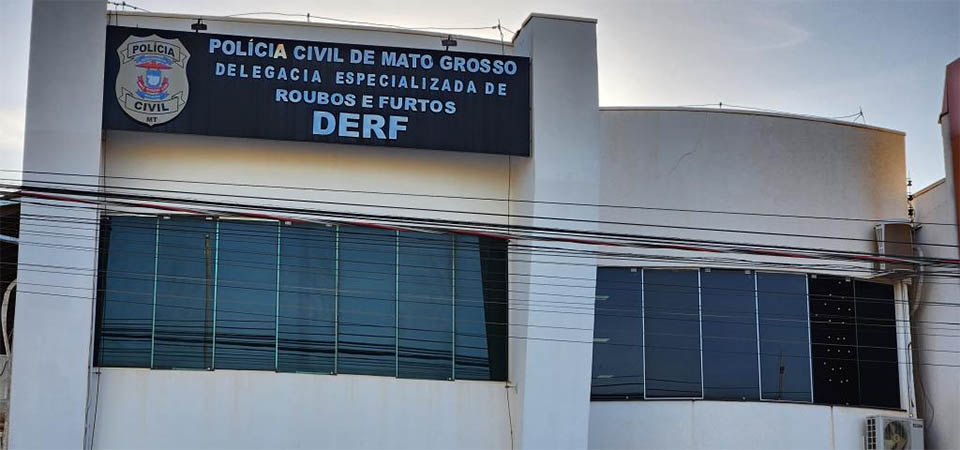 POLÍCIA
CIVIL
MT
POLÍCIA CIVIL DE MATO GROSSO
DELEGACIA ESPECIALIZADA DE
ROUBOS E FURTOS
DERF